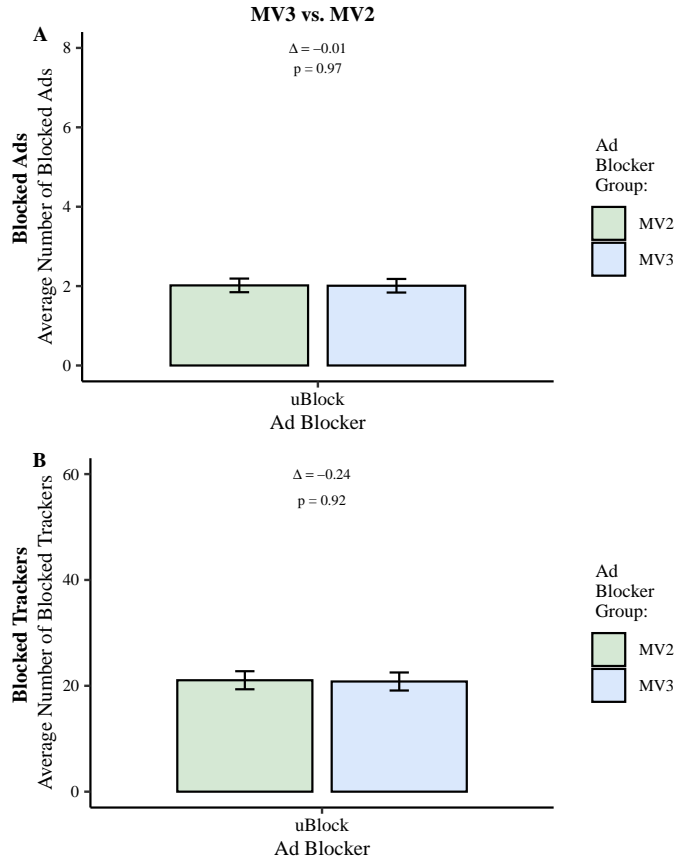 MV3 vs. MV2
A
Δ = −0.01
p = 0.97
Blocked Ads
Average Number of Blocked Ads
8
6
4
2
0
uBlock
Ad Blocker
Ad
Blocker
Group:
MV2
MV3
B
Δ = −0.24
p = 0.92
Blocked Trackers
Average Number of Blocked Trackers
60
40
20
0
uBlock
Ad Blocker
Ad
Blocker
Group:
MV2
MV3